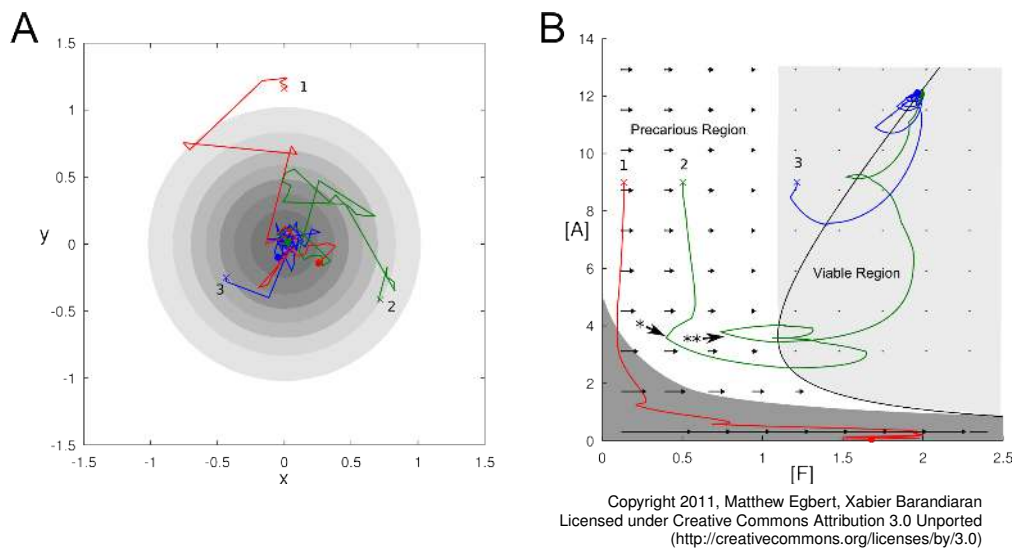 A
1.5
1
0.5
0
-0.5
-1
-1.5
y
1
2
3
-1.5 -1 -0.5 0 0.5 1 1.5
x
B
14
12
10
8
6
4
2
0
[A]
Precarious Region
1 2 3
Viable Region
* **
0 0.5 1 1.5 2 2.5
[F]
Copyright 2011, Matthew Egbert, Xabier Barandiaran
Licensed under Creative Commons Attribution 3.0 Unported
(http://creativecommons.org/licenses/by/3.0)